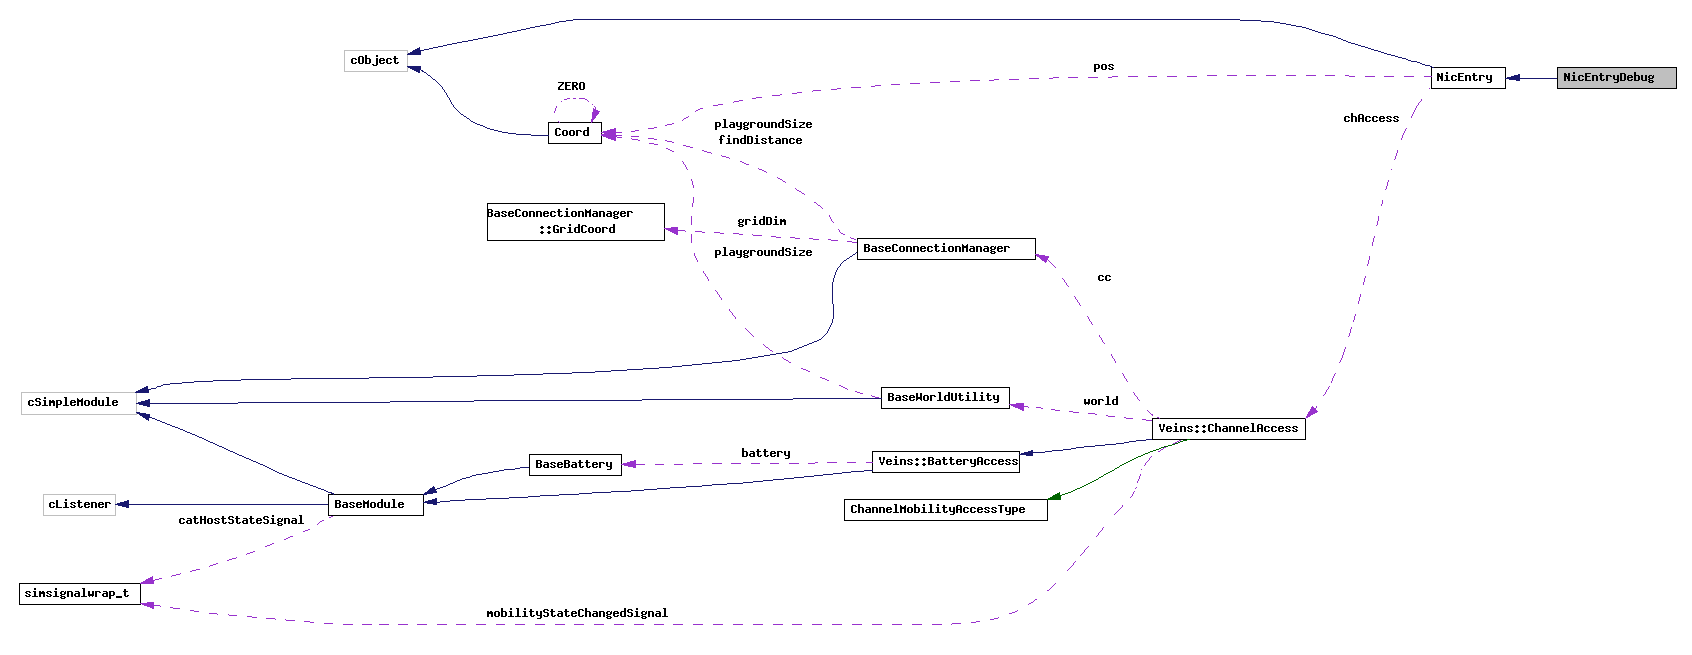 cObject
pos
NicEntry
NicEntryDebug
ZERO
chAccess
playgroundSize
findDistance
Coord
BaseConnectionManager
::GridCoord
gridDim
BaseConnectionManager
playgroundSize
cc
BaseWorldUtility
world
cSimpleModule
Veins::ChannelAccess
battery
BaseBattery
Veins::BatteryAccess
cListener
BaseModule
ChannelMobilityAccessType
catHostStateSignal
simsignalwrap_t
mobilityStateChangedSignal